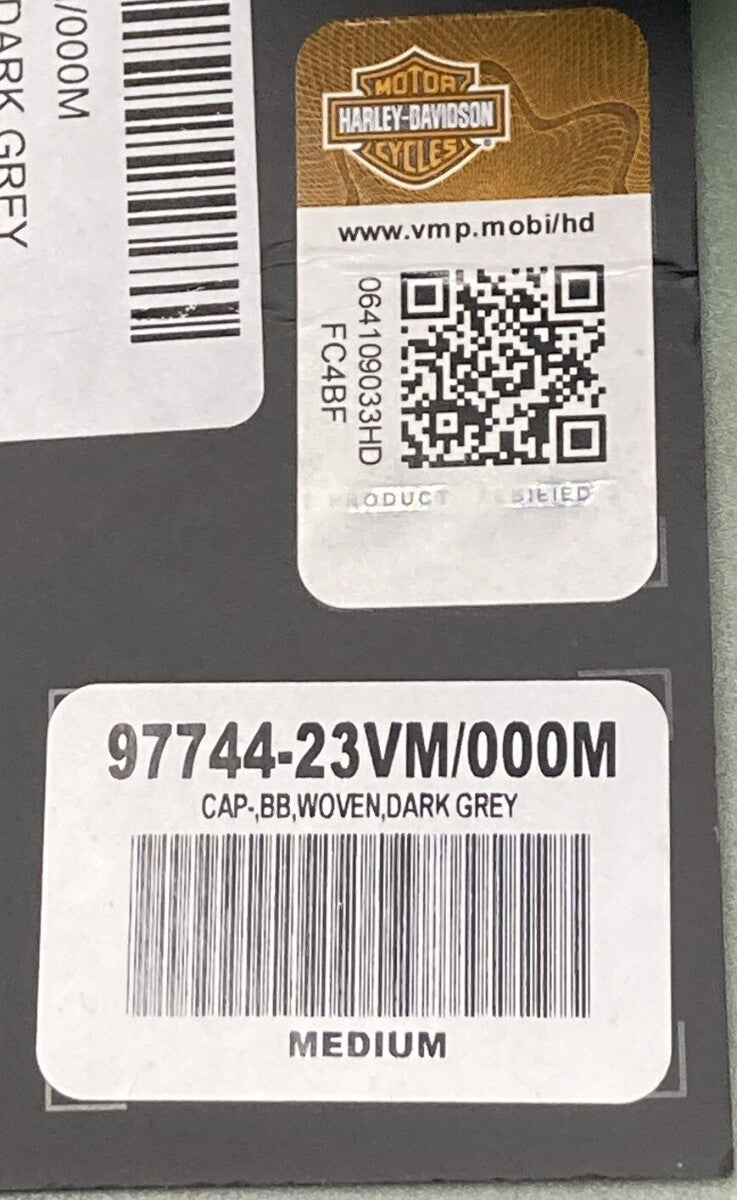 /000M
DARK GREY
MOTOR
HARLEY-DAVIDSON
CYCLES
www.vmp.mobi/hd
064109033HD
FC4BF
PRODUCT
97744-23VM/000M
CAP-,BB,WOVEN,DARK GREY
MEDIUM